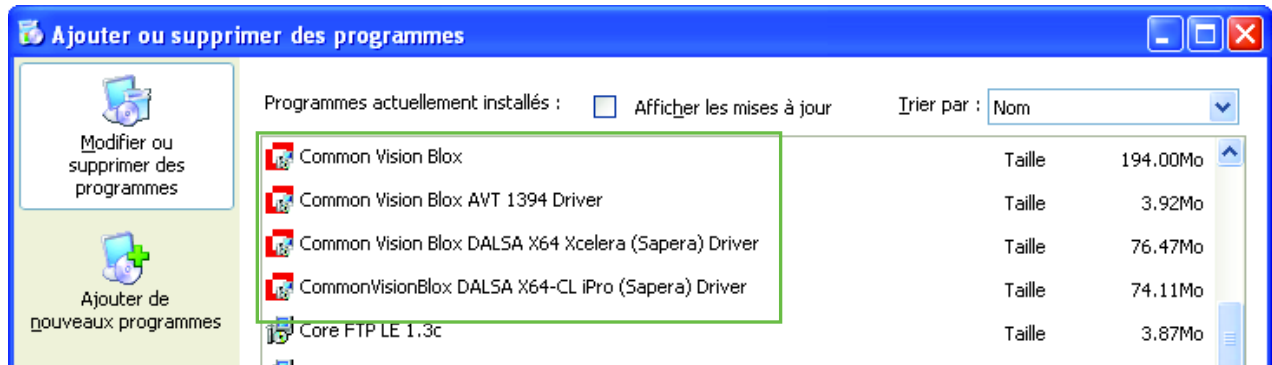 Ajouter ou supprimer des programmes
Modifier ou
supprimer des
programmes
Ajouter de
nouveaux programmes
Programmes actuellement installés : Afficher les mises à jour Trier par : Nom
Common Vision Blox Taille 194.00Mo
Common Vision Blox AVT 1394 Driver Taille 3.92Mo
Common Vision Blox DALSA X64 Xcelera (Sapera) Driver Taille 76.47Mo
CommonVisionBlox DALSA X64-CL iPro (Sapera) Driver Taille 74.11Mo
Core FTP LE 1.3c Taille 3.87Mo